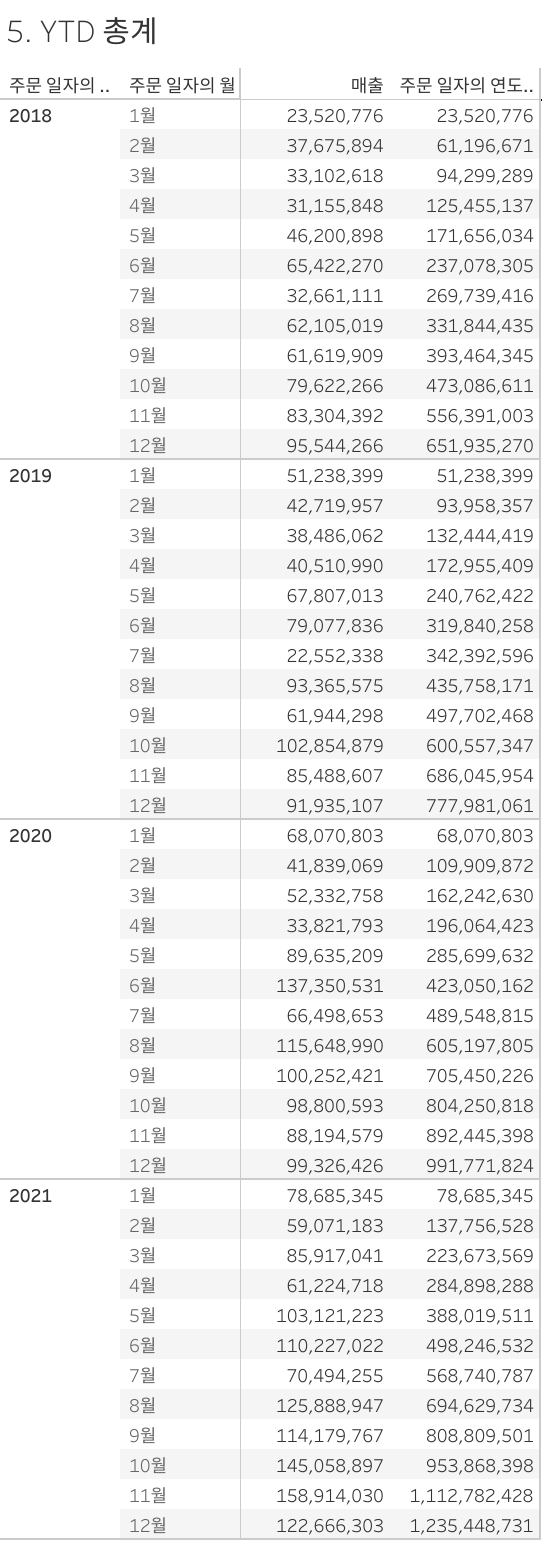 5. YTD 총계
주문 일자의 .. 주문 일자의 월 매출 주문 일자의 연도..
2018 1월 23,520,776 23,520,776
2월 37,675,894 61,196,671
3월 33,102,618 94,299,289
4월 31,155,848 125,455,137
5월 46,200,898 171,656,034
6월 65,422,270 237,078,305
7월 32,661,111 269,739,416
8월 62,105,019 331,844,435
9월 61,619,909 393,464,345
10월 79,622,266 473,086,611
11월 83,304,392 556,391,003
12월 95,544,266 651,935,270
2019 1월 51,238,399 51,238,399
2월 42,719,957 93,958,357
3월 38,486,062 132,444,419
4월 40,510,990 172,955,409
5월 67,807,013 240,762,422
6월 79,077,836 319,840,258
7월 22,552,338 342,392,596
8월 93,365,575 435,758,171
9월 61,944,298 497,702,468
10월 102,854,879 600,557,347
11월 85,488,607 686,045,954
12월 91,935,107 777,981,061
2020 1월 68,070,803 68,070,803
2월 41,839,069 109,909,872
3월 52,332,758 162,242,630
4월 33,821,793 196,064,423
5월 89,635,209 285,699,632
6월 137,350,531 423,050,162
7월 66,498,653 489,548,815
8월 115,648,990 605,197,805
9월 100,252,421 705,450,226
10월 98,800,593 804,250,818
11월 88,194,579 892,445,398
12월 99,326,426 991,771,824
2021 1월 78,685,345 78,685,345
2월 59,071,183 137,756,528
3월 85,917,041 223,673,569
4월 61,224,718 284,898,288
5월 103,121,223 388,019,511
6월 110,227,022 498,246,532
7월 70,494,255 568,740,787
8월 125,888,947 694,629,734
9월 114,179,767 808,809,501
10월 145,058,897 953,868,398
11월 158,914,030 1,112,782,428
12월 122,666,303 1,235,448,731